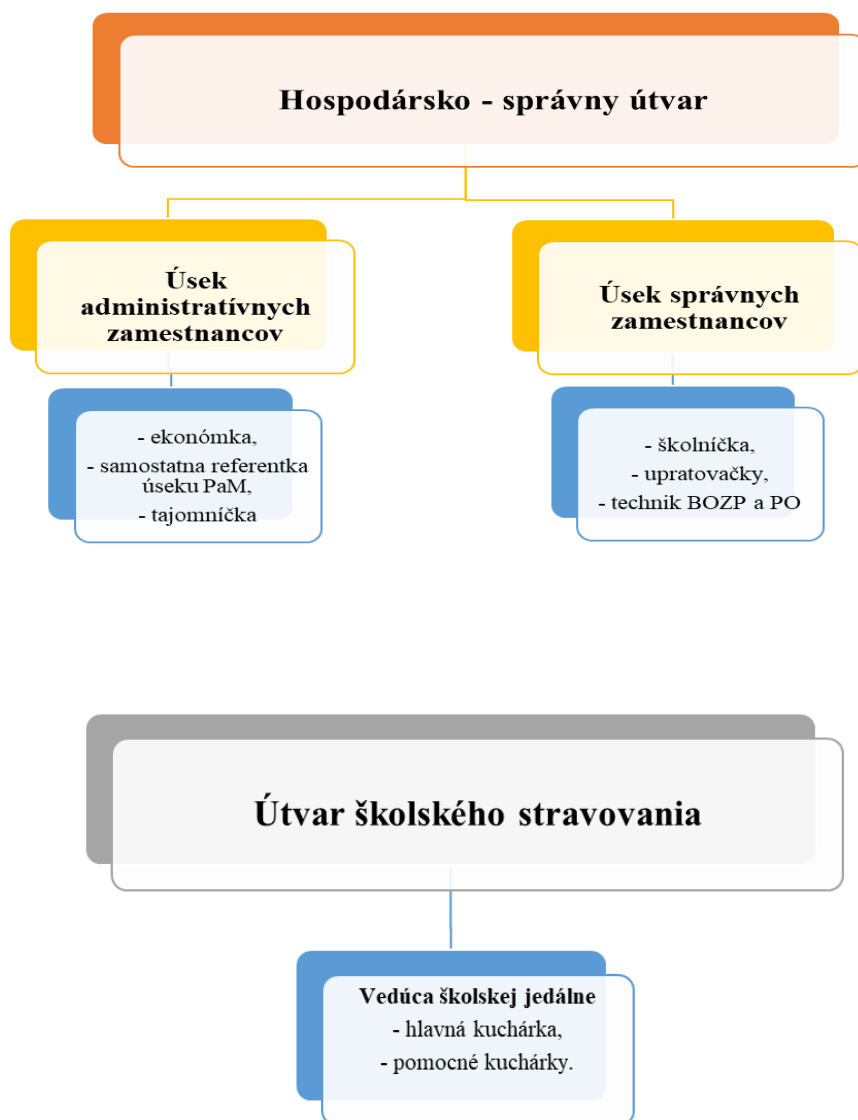 Hospodársko - správny útvar
Úsek
administratívnych
zamestnancov
Úsek správnych
zamestnancov
- ekonómka,
- samostatna referentka
úseku PaM,
- tajomníčka
- školníčka,
- upratovačky,
- technik BOZP a PO
Útvar školského stravovania
Vedúca školskej jedálne
- hlavná kuchárka,
- pomocné kuchárky.